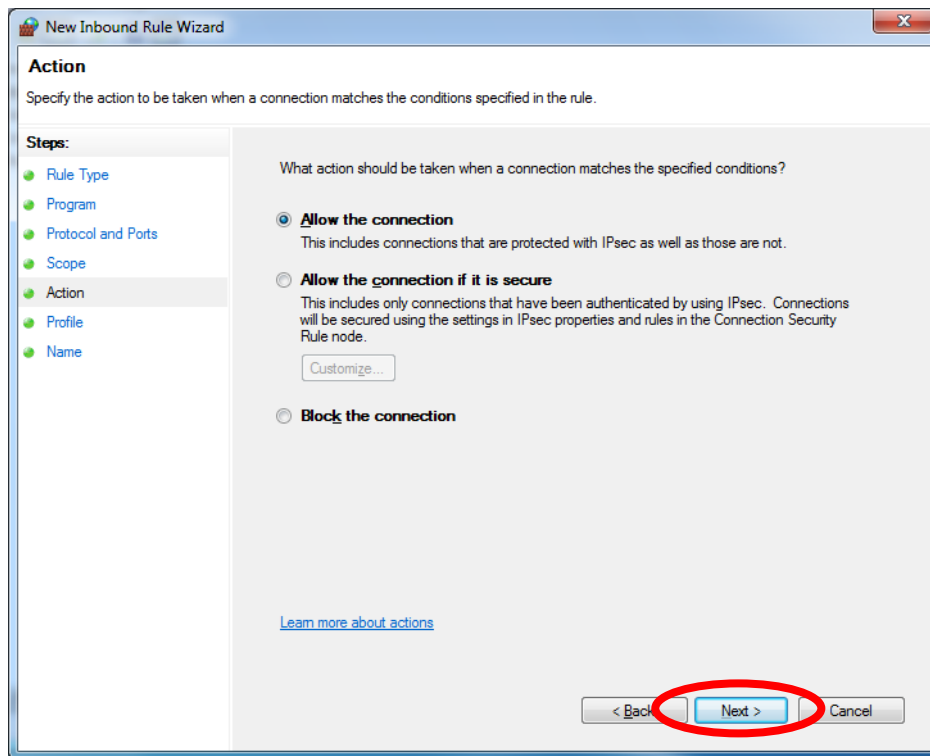 New Inbound Rule Wizard
Action
Specify the action to be taken when a connection matches the conditions specified in the rule.
Steps:
Rule Type
Program
Protocol and Ports
Scope
Action
Profile
Name
What action should be taken when a connection matches the specified conditions?
Allow the connection
This includes connections that are protected with IPsec as well as those are not.
Allow the connection if it is secure
This includes only connections that have been authenticated by using IPsec. Connections
will be secured using the settings in IPsec properties and rules in the Connection Security
Rule node.
Customize...
Block the connection
Learn more about actions
< Back
Next >
Cancel